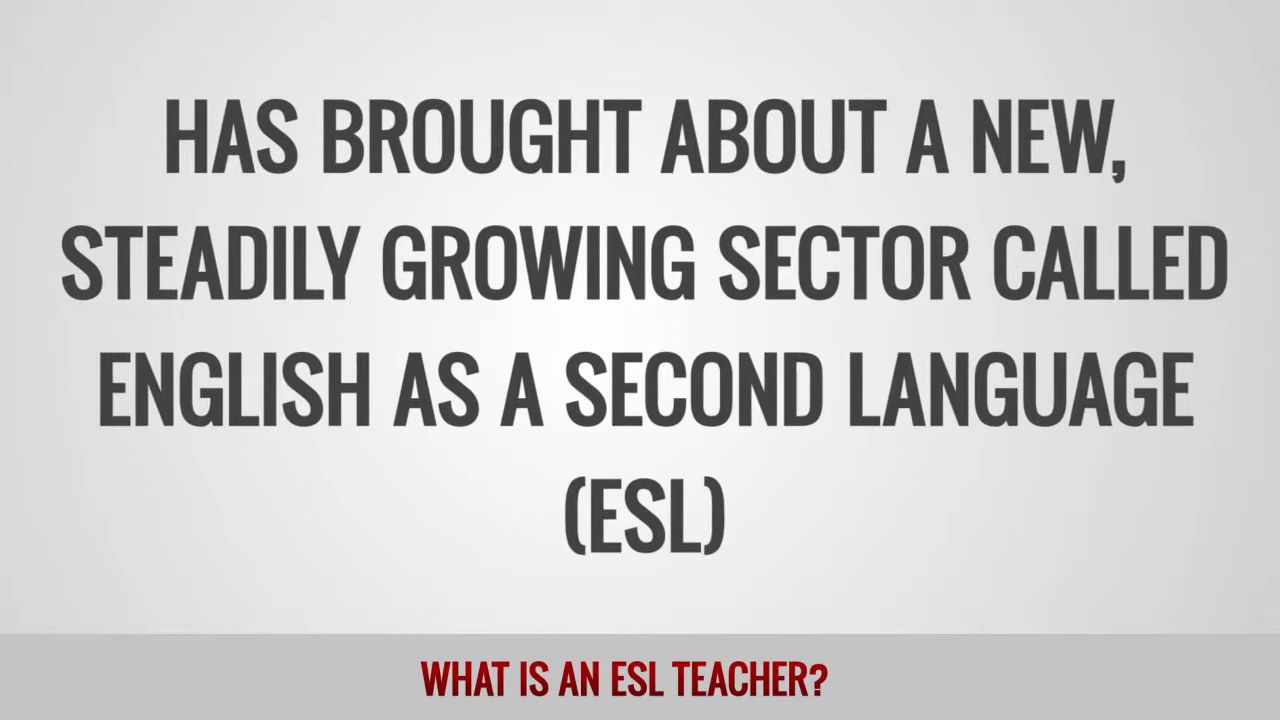 HAS BROUGHT ABOUT A NEW,
STEADILY GROWING SECTOR CALLED
ENGLISH AS A SECOND LANGUAGE
(ESL)
WHAT IS AN ESL TEACHER?